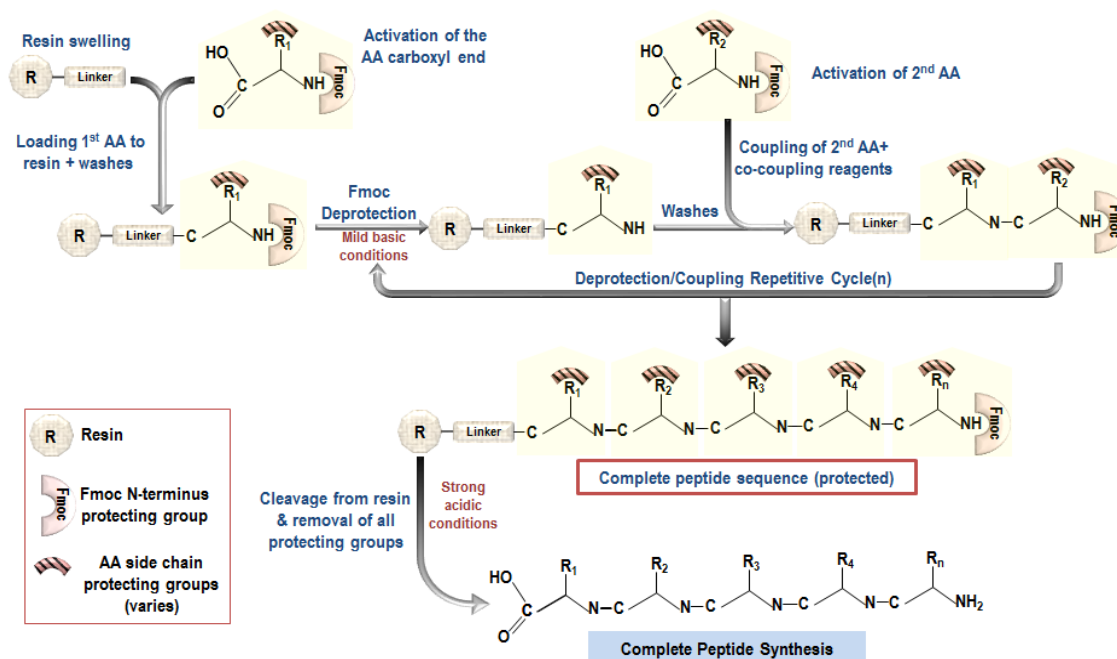 Resin swelling
R
Linker
HO
O
R1
NH
Fmoc
Activation of the
AA carboxyl end
HO
O
R2
NH
Fmoc
Activation of 2nd AA
Loading 1st AA to
resin + washes
Coupling of 2nd AA+
co-coupling reagents
R
Linker
C
R1
NH
Fmoc
Fmoc
Deprotection
Mild basic
conditions
R
Linker
C
R1
NH
Washes
R
Linker
C
R1
N
C
R2
NH
Fmoc
Deprotection/Coupling Repetitive Cycle(n)
R
Linker
C
R1
N
C
R2
N
C
R3
N
C
R4
N
C
Rn
NH
Fmoc
Complete peptide sequence (protected)
R
Resin
Fmoc
Fmoc N-terminus
protecting group
AA side chain
protecting groups
(varies)
Cleavage from resin
& removal of all
protecting groups
Strong
acidic
conditions
HO
O
R1
N
C
R2
N
C
R3
N
C
R4
N
C
Rn
NH2
Complete Peptide Synthesis